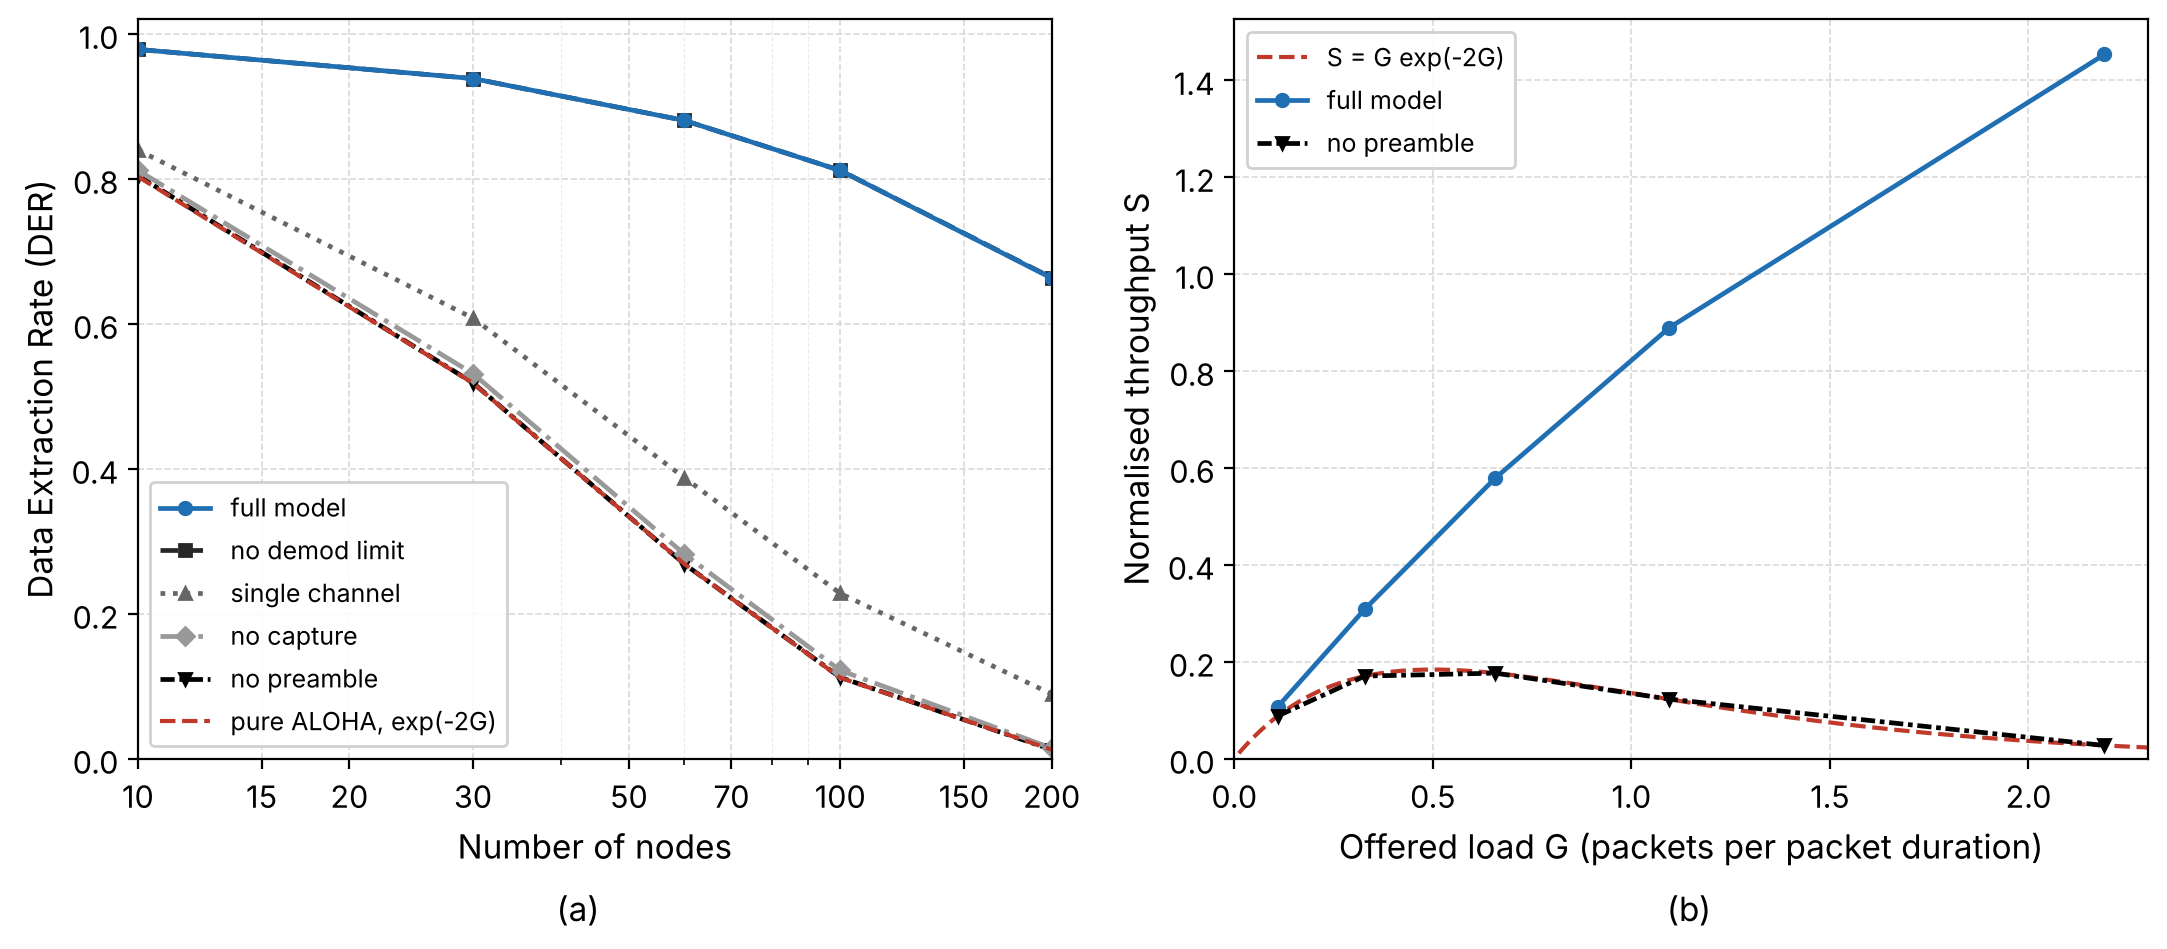 1.0
0.8
0.6
0.4
0.2
0.0
Data Extraction Rate (DER)
full model
no demod limit
single channel
no capture
no preamble
pure ALOHA, exp(-2G)
10 15 20 30 50 70 100 150 200
Number of nodes
(a)
1.4
1.2
1.0
0.8
0.6
0.4
0.2
0.0
Normalised throughput S
S = G exp(-2G)
full model
no preamble
0.0 0.5 1.0 1.5 2.0
Offered load G (packets per packet duration)
(b)